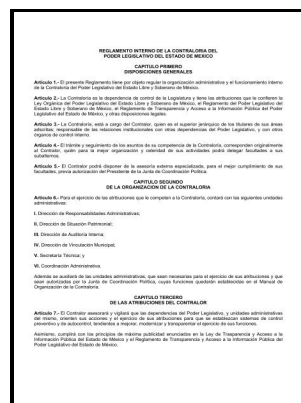 REGLAMENTO INTERNO DE LA CONTRALORIA DEL
PODER LEGISLATIVO DEL ESTADO DE MEXICO
CAPITULO PRIMERO
DISPOSICIONES GENERALES
Artículo 1.- El presente Reglamento tiene por objeto regular la organización administrativa y el funcionamiento interno
de la Contraloría del Poder Legislativo del Estado Libre y Soberano de México.
Artículo 2.- La Contraloría es la dependencia de control de la Legislatura y tiene las atribuciones que le confieren la
Ley Orgánica del Poder Legislativo del Estado Libre y Soberano de México, el Reglamento del Poder Legislativo del
Estado Libre y Soberano de México, el Reglamento de Transparencia y Acceso a la Información Pública del Poder
Legislativo del Estado de México, y otras disposiciones legales.
Artículo 3.- La Contraloría, está a cargo del Contralor, quien es el superior jerárquico de los titulares de sus áreas
adscritas; responsable de las relaciones institucionales con otras dependencias del Poder Legislativo, y con otros
órganos de control interno.
Artículo 4.- El trámite y seguimiento de los asuntos de su competencia de la Contraloría, corresponden originalmente
al Contralor, quién para la mejor organización y celeridad de sus actividades podrá delegar facultades a sus
subalternos.
Artículo 5.- El Contralor podrá disponer de la asesoría externa especializada, para el mejor cumplimiento de sus
facultades, previa autorización del Presidente de la Junta de Coordinación Política.
CAPITULO SEGUNDO
DE LA ORGANIZACION DE LA CONTRALORIA
Artículo 6.- Para el ejercicio de las atribuciones que le competen a la Contraloría, contará con las siguientes unidades
administrativas:
I. Dirección de Responsabilidades Administrativas;
II. Dirección de Situación Patrimonial;
III. Dirección de Auditoría Interna;
IV. Dirección de Vinculación Municipal;
V. Secretaría Técnica; y
VI. Coordinación Administrativa.
Además se auxiliará de las unidades administrativas, que sean necesarias para el ejercicio de sus atribuciones y que
sean autorizadas por la Junta de Coordinación Política, cuyas funciones quedarán establecidas en el Manual de
Organización de la Contraloría.
CAPITULO TERCERO
DE LAS ATRIBUCIONES DEL CONTRALOR
Artículo 7.- El Contralor asesorará y vigilará que las dependencias del Poder Legislativo, y unidades administrativas
del mismo, orienten sus acciones y el ejercicio de sus atribuciones para que se establezcan sistemas de control
preventivo y de autocontrol, tendientes a mejorar, modernizar y transparentar el ejercicio de sus funciones.
Asimismo, cumplirá con los principios de máxima publicidad enunciados en la Ley de Trasparencia y Acceso a la
Información Pública del Estado de México y el Reglamento de Transparencia y Acceso a la Información Pública del
Poder Legislativo del Estado de México.